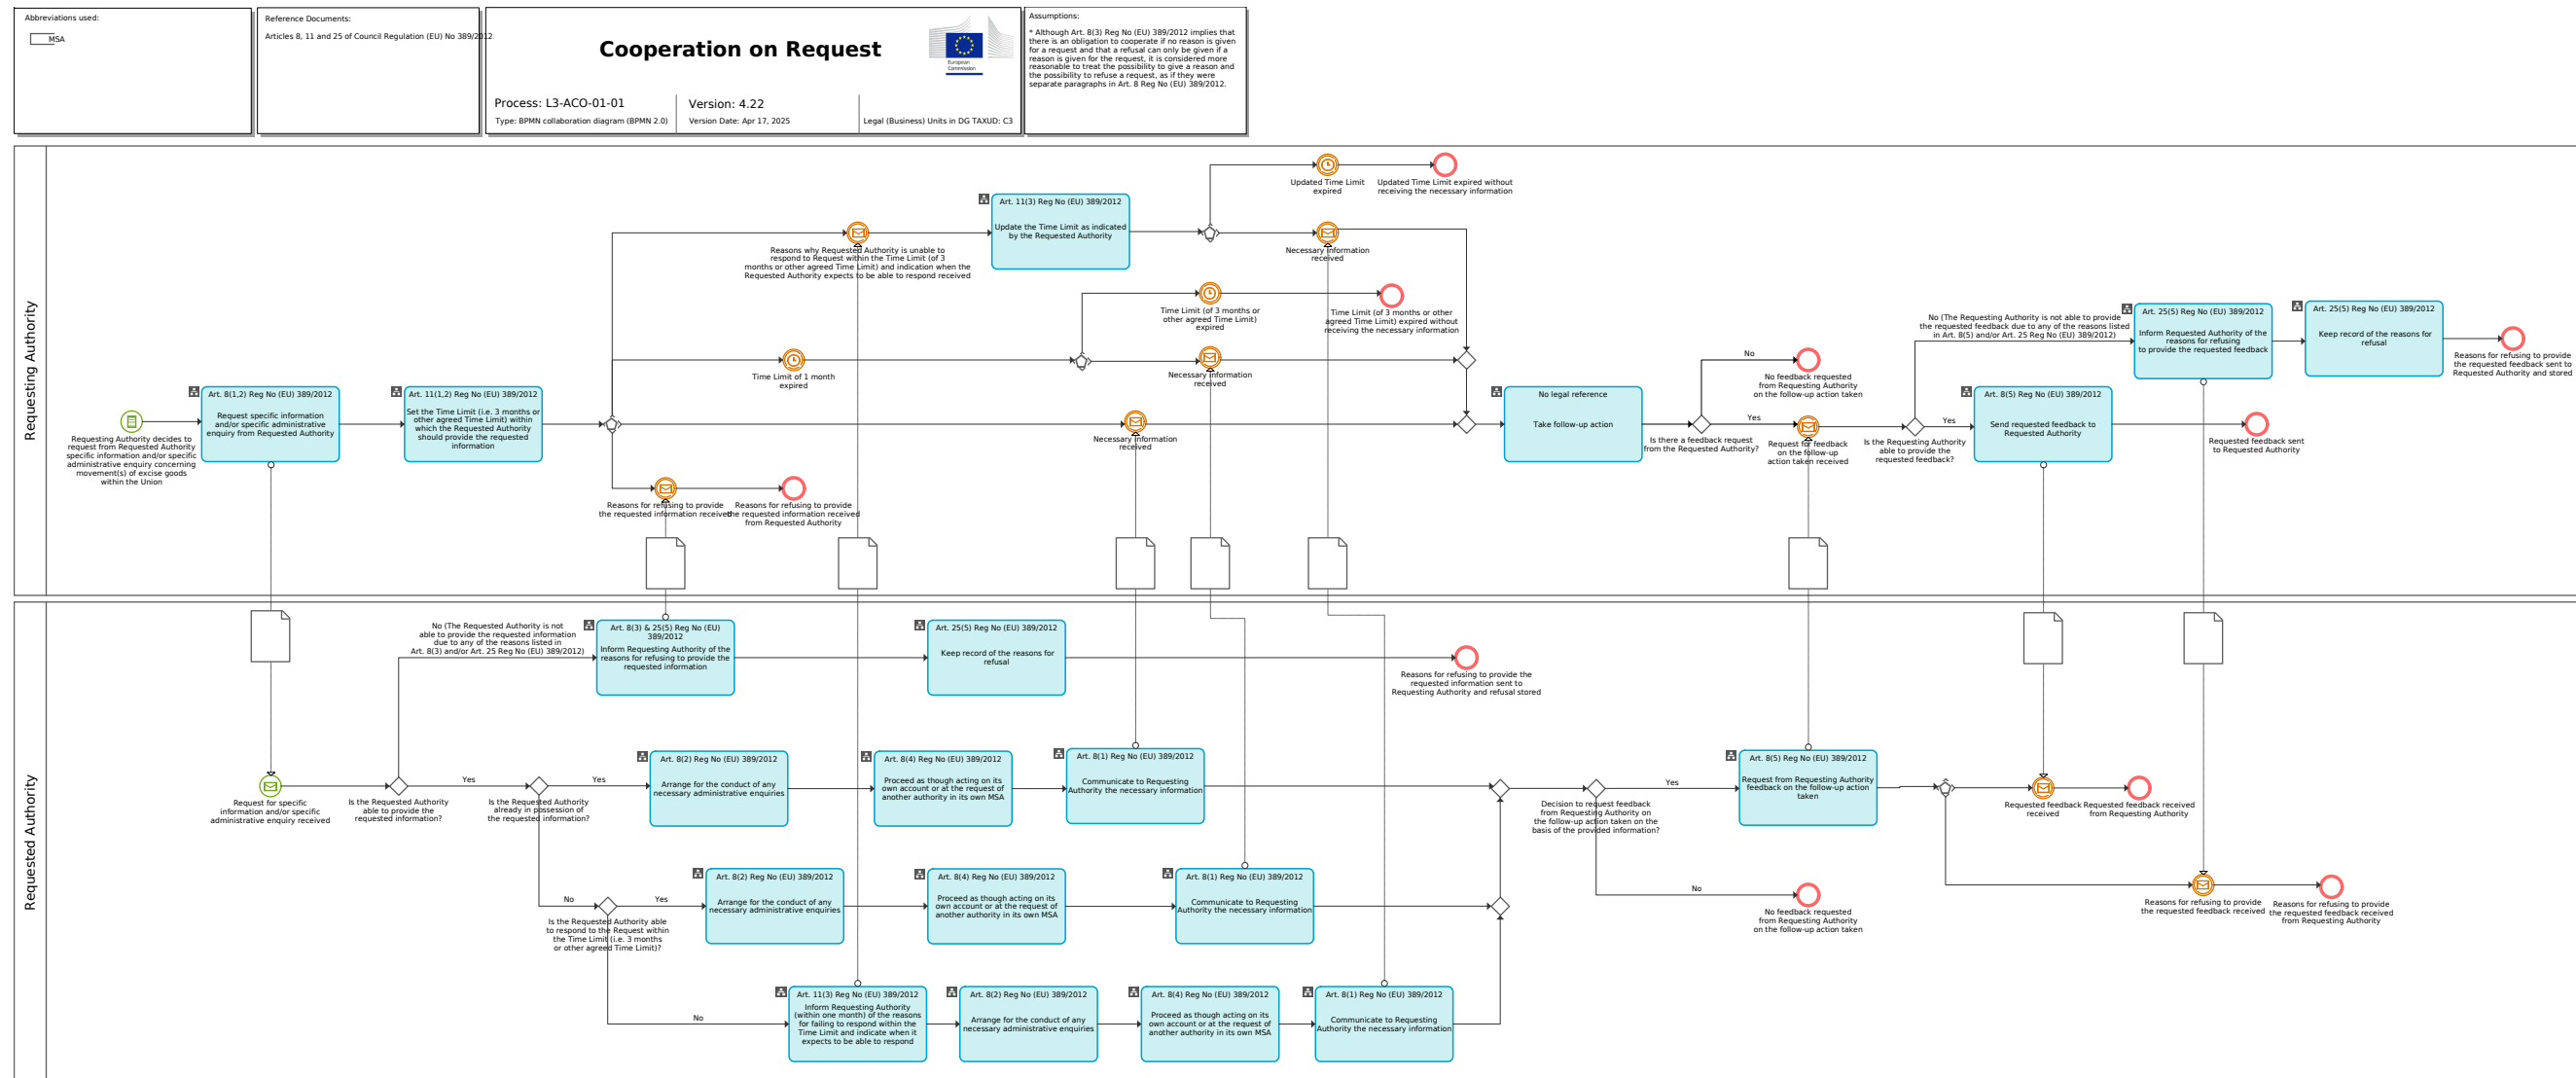 Abbreviations used:
MSA
Reference Documents:
Articles 8, 11 and 25 of Council Regulation (EU) No 389/2012
Cooperation on Request
European
Commission
Process: L3-ACO-01-01
Version: 4.22
Type: BPMN collaboration diagram (BPMN 2.0)
Version Date: Apr 17, 2025
Legal (Business) Units in DG TAXUD: C3
Assumptions:
* Although Art. 8(3) Reg No (EU) 389/2012 implies that
there is an obligation to cooperate if no reason is given
for a request and that a refusal can only be given if a
reason is given for the request, it is considered more
reasonable to treat the possibility to give a reason and
the possibility to refuse a request, as if they were
separate paragraphs in Art. 8 Reg No (EU) 389/2012.
Requesting Authority
Updated Time Limit
expired
Updated Time Limit expired without
receiving the necessary information
Art. 11(3) Reg No (EU) 389/2012
Update the Time Limit as indicated
by the Requested Authority
Reasons why Requested Authority is unable to
respond to Request within the Time Limit (of 3
months or other agreed Time Limit) and indication when the
Requested Authority expects to be able to respond received
Necessary information
received
Time Limit (of 3 months or
other agreed Time Limit)
expired
Time Limit (of 3 months or other
agreed Time Limit) expired without
receiving the necessary information
Time Limit of 1 month
expired
Necessary information
received
Requesting Authority decides to
request from Requested Authority
specific information and/or specific
administrative enquiry concerning
movement(s) of excise goods
within the Union
Art. 8(1,2) Reg No (EU) 389/2012
Request specific information
and/or specific administrative
enquiry from Requested Authority
Art. 11(1,2) Reg No (EU) 389/2012
Set the Time Limit (i.e. 3 months or
other agreed Time Limit) within
which the Requested Authority
should provide the requested
information
Necessary information
received
Reasons for refusing to provide
the requested information received
Reasons for refusing to provide
the requested information received
from Requested Authority
No legal reference
Take follow-up action
Is there a feedback request
from the Requested Authority?
No
No feedback requested
from Requesting Authority
on the follow-up action taken
Yes
Request for feedback
on the follow-up
action taken received
Is the Requesting Authority
able to provide the
requested feedback?
No (The Requesting Authority is not able to provide
the requested feedback due to any of the reasons listed
in Art. 8(5) and/or Art. 25 Reg No (EU) 389/2012)
Art. 25(5) Reg No (EU) 389/2012
Inform Requested Authority of the
reasons for refusing
to provide the requested feedback
Art. 25(5) Reg No (EU) 389/2012
Keep record of the reasons for
refusal
Reasons for refusing to provide
the requested feedback sent to
Requested Authority and stored
Yes
Art. 8(5) Reg No (EU) 389/2012
Send requested feedback to
Requested Authority
Requested feedback sent
to Requested Authority
Requested Authority
Request for specific
information and/or specific
administrative enquiry received
Is the Requested Authority
able to provide the
requested information?
No (The Requested Authority is not
able to provide the requested information
due to any of the reasons listed in
Art. 8(3) and/or Art. 25 Reg No (EU) 389/2012)
Art. 8(3) & 25(5) Reg No (EU)
389/2012
Inform Requesting Authority of the
reasons for refusing to provide the
requested information
Art. 25(5) Reg No (EU) 389/2012
Keep record of the reasons for
refusal
Reasons for refusing to provide the
requested information sent to
Requesting Authority and refusal stored
Yes
Is the Requested Authority
already in possession of
the requested information?
Yes
Art. 8(2) Reg No (EU) 389/2012
Arrange for the conduct of any
necessary administrative enquiries
Art. 8(4) Reg No (EU) 389/2012
Proceed as though acting on its
own account or at the request of
another authority in its own MSA
Art. 8(1) Reg No (EU) 389/2012
Communicate to Requesting
Authority the necessary information
Decision to request feedback
from Requesting Authority on
the follow-up action taken on the
basis of the provided information?
Yes
Art. 8(5) Reg No (EU) 389/2012
Request from Requesting Authority
feedback on the follow-up action
taken
Requested feedback
received
Requested feedback received
from Requesting Authority
No
Is the Requested Authority able
to respond to the Request within
the Time Limit (i.e. 3 months
or other agreed Time Limit)?
Yes
Art. 8(2) Reg No (EU) 389/2012
Arrange for the conduct of any
necessary administrative enquiries
Art. 8(4) Reg No (EU) 389/2012
Proceed as though acting on its
own account or at the request of
another authority in its own MSA
Art. 8(1) Reg No (EU) 389/2012
Communicate to Requesting
Authority the necessary information
No
No feedback requested
from Requesting Authority
on the follow-up action taken
Reasons for refusing to provide
the requested feedback received
Reasons for refusing to provide
the requested feedback received
from Requesting Authority
No
Art. 11(3) Reg No (EU) 389/2012
Inform Requesting Authority
(within one month) of the reasons
for failing to respond within the
Time Limit and indicate when it
expects to be able to respond
Art. 8(2) Reg No (EU) 389/2012
Arrange for the conduct of any
necessary administrative enquiries
Art. 8(4) Reg No (EU) 389/2012
Proceed as though acting on its
own account or at the request of
another authority in its own MSA
Art. 8(1) Reg No (EU) 389/2012
Communicate to Requesting
Authority the necessary information